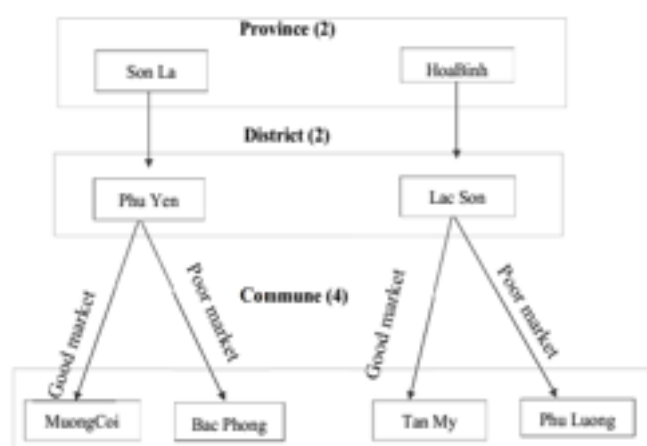 Province (2)
Son La
HoaBinh
District (2)
Phu Yen
Lac Son
Good market
Poor market
Commune (4)
Good market
Poor market
MuongCoi
Bac Phong
Tan My
Phu Luong